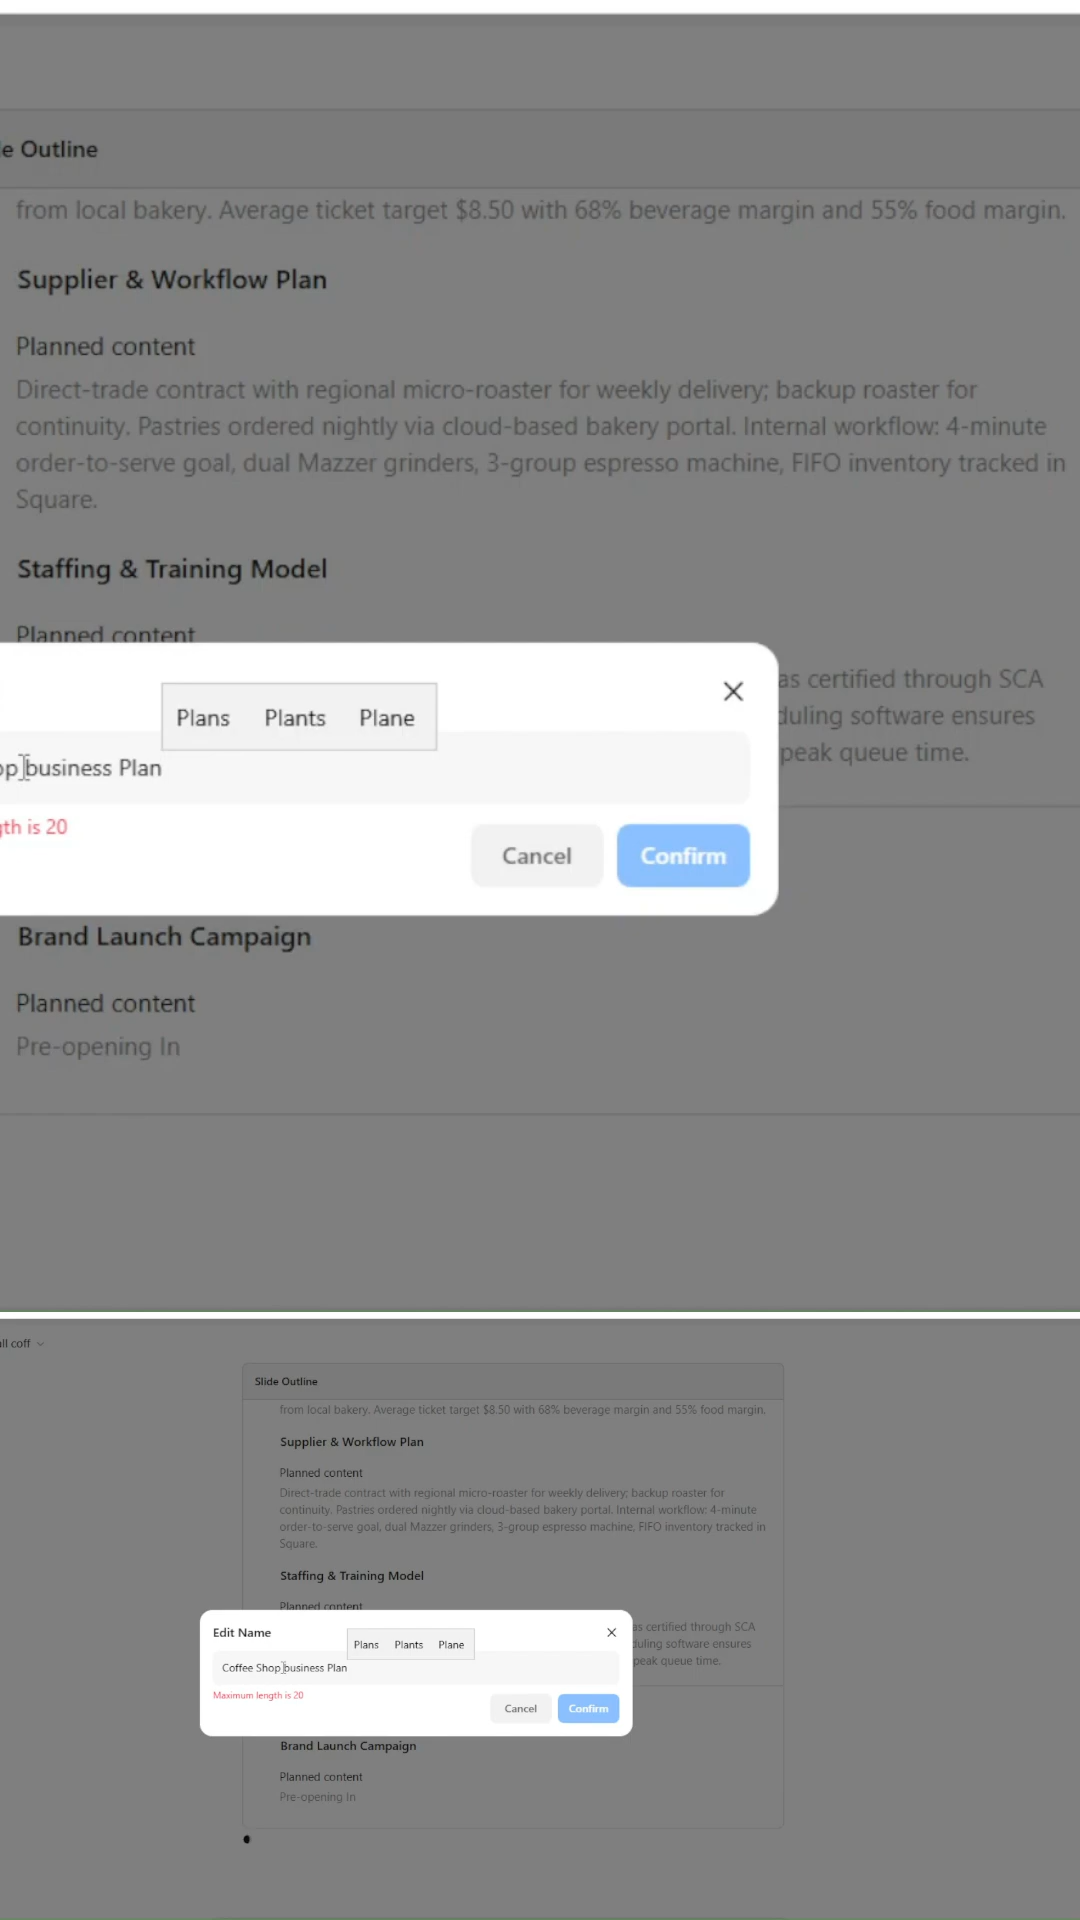 e Outline
from local bakery. Average ticket target $8.50 with 68% beverage margin and 55% food margin.
Supplier & Workflow Plan
Planned content
Direct-trade contract with regional micro-roaster for weekly delivery; backup roaster for
continuity. Pastries ordered nightly via cloud-based bakery portal. Internal workflow: 4-minute
order-to-serve goal, dual Mazzer grinders, 3-group espresso machine, FIFO inventory tracked in
Square.
Staffing & Training Model
Planned content
as certified through SCA
duling software ensures
peak queue time.
Plans Plants Plane
op business Plan
gth is 20
Cancel Confirm
Brand Launch Campaign
Planned content
Pre-opening In
ll coff
Slide Outline
from local bakery. Average ticket target $8.50 with 68% beverage margin and 55% food margin.
Supplier & Workflow Plan
Planned content
Direct-trade contract with regional micro-roaster for weekly delivery; backup roaster for
continuity. Pastries ordered nightly via cloud-based bakery portal. Internal workflow: 4-minute
order-to-serve goal, dual Mazzer grinders, 3-group espresso machine, FIFO inventory tracked in
Square.
Staffing & Training Model
Planned content
as certified through SCA
duling software ensures
peak queue time.
Edit Name
Plans Plants Plane
Coffee Shop business Plan
Maximum length is 20
Cancel Confirm
Brand Launch Campaign
Planned content
Pre-opening In